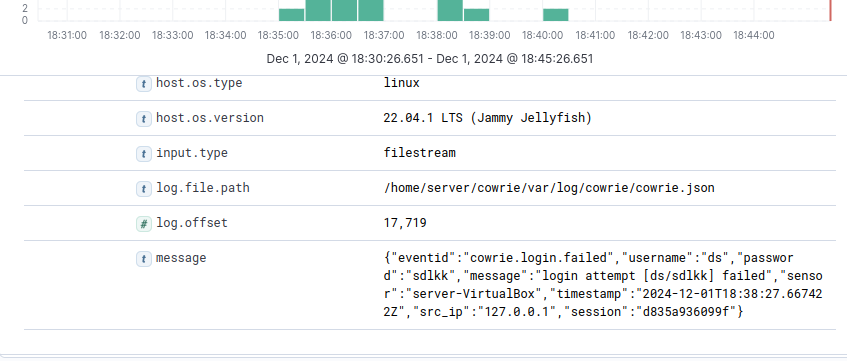 2
0
18:31:00 18:32:00 18:33:00 18:34:00 18:35:00 18:36:00 18:37:00 18:38:00 18:39:00 18:40:00 18:41:00 18:42:00 18:43:00 18:44:00
Dec 1, 2024 @ 18:30:26.651 - Dec 1, 2024 @ 18:45:26.651
t host.os.type linux
t host.os.version 22.04.1 LTS (Jammy Jellyfish)
t input.type filestream
t log.file.path /home/server/cowrie/var/log/cowrie/cowrie.json
# log.offset 17,719
t message {"eventid":"cowrie.login.failed","username":"ds","passwor
d":"sdlkk","message":"login attempt [ds/sdlkk] failed","senso
r":"server-VirtualBox","timestamp":"2024-12-01T18:38:27.66742
2Z","src_ip":"127.0.0.1","session":"d835a936099f"}